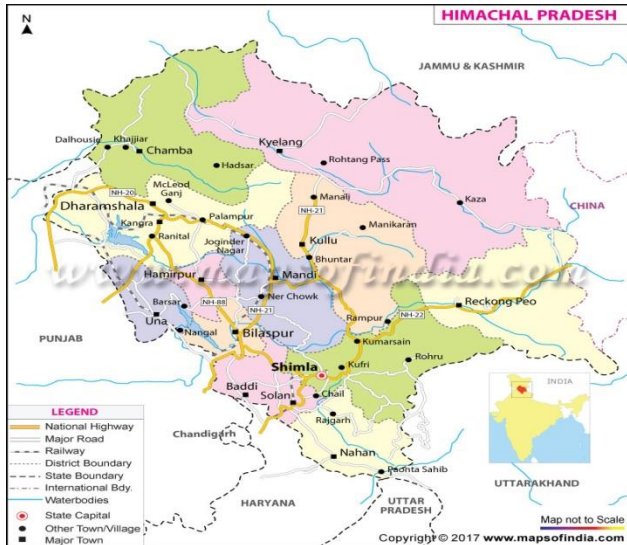 HIMACHAL PRADESH
N
JAMMU & KASHMIR
Dalhousie
Khajjiar
Chamba
Kyelang
Hadsar
Rohtang Pass
McLeod
Ganj
NH-20
Manali
Kaza
CHINA
Dharamshala
Palampur
NH-21
Manikaran
Kangra
Ranital
Joginder
Nagar
Kullu
Bhuntar
www.mapsofindia.com
Hamirpur
Mandi
Reckong Peo
Barsar
NH-88
Ner Chowk
NH-21
Rampur
NH-22
Una
Nangal
Bilaspur
Kumarsain
PUNJAB
Rohru
Shimla
Kufri
Baddi
Solan
Chail
INDIA
LEGEND
National Highway
Major Road
Railway
District Boundary
State Boundary
International Bdy.
Waterbodies
State Capital
Other Town/Village
Major Town
Rajgarh
Chandigarh
Nahan
Paonta Sahib
UTTARAKHAND
HARYANA
UTTAR
PRADESH
Map not to Scale
Copyright © 2017 www.mapsofindia.com